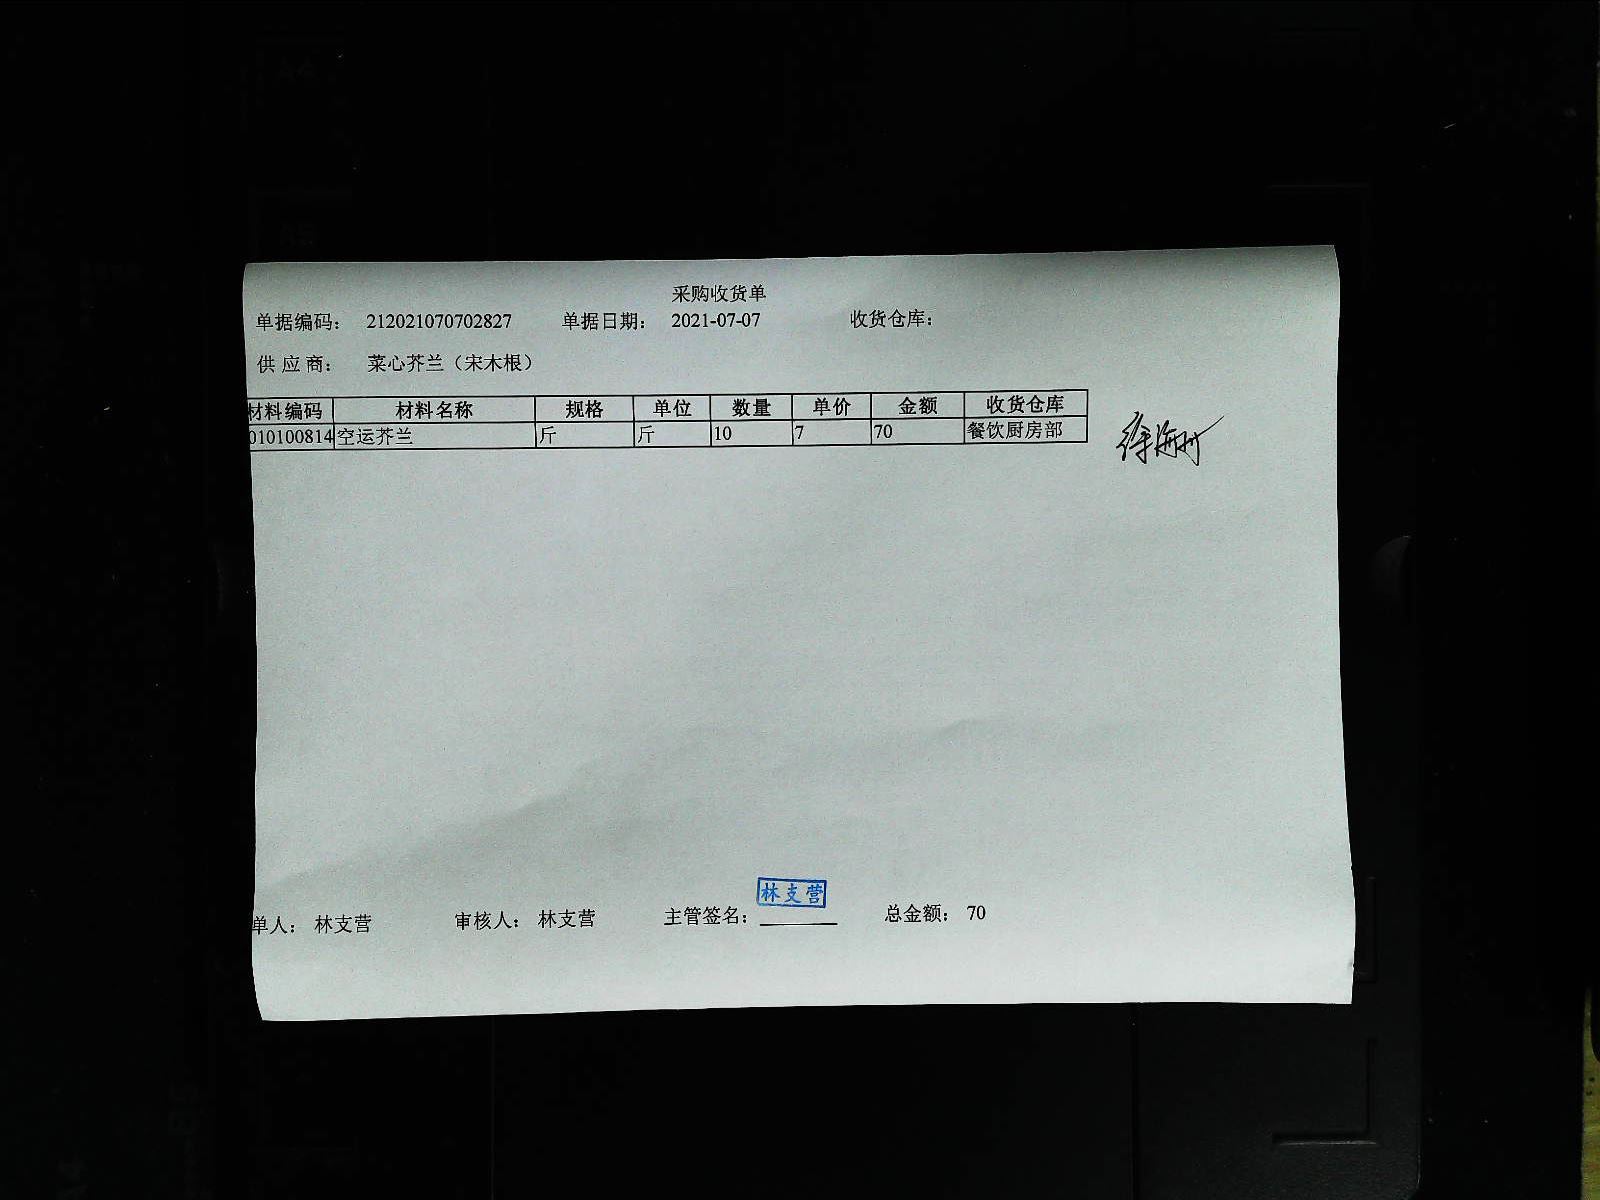 采购收货单
单据编码： 212021070702827 单据日期： 2021-07-07 收货仓库：
供应商： 菜心芥兰（宋木根）
材料编码 材料名称 规格 单位 数量 单价 金额 收货仓库
010100814 空运芥兰 斤 斤 10 7 70 餐饮厨房部
林支营
单人： 林支营 审核人： 林支营 主管签名： 总金额： 70